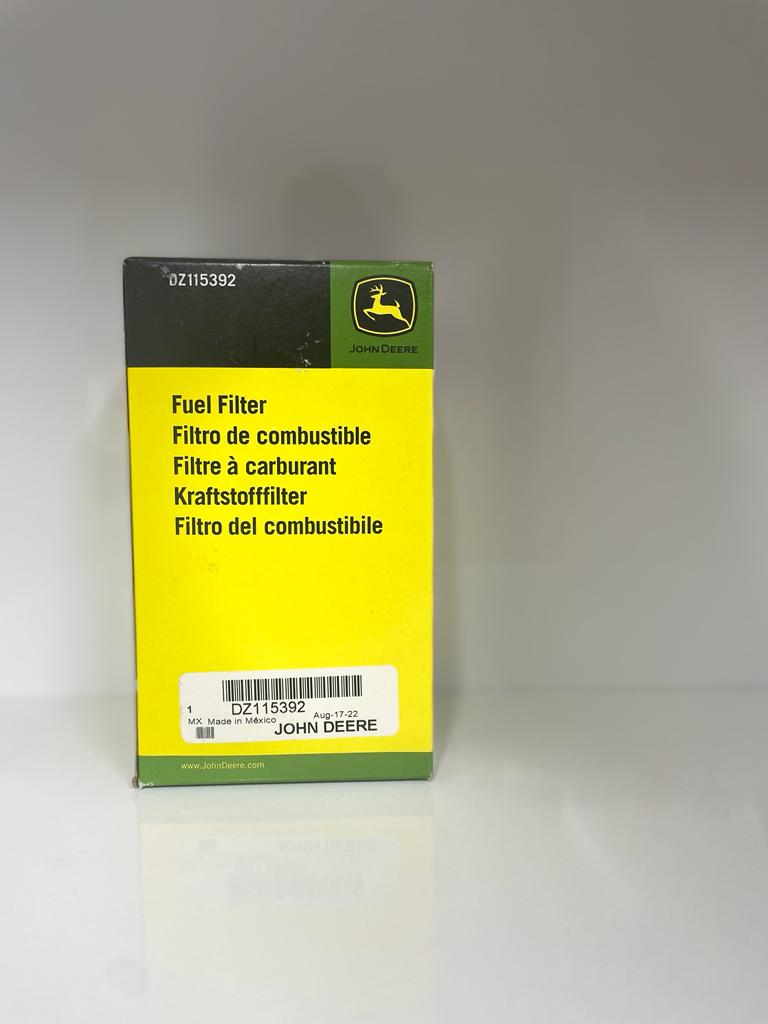 DZ115392
JOHN DEERE
Fuel Filter
Filtro de combustible
Filtre à carburant
Kraftstofffilter
Filtro del combustibile
1 DZ115392
MX Made in México Aug-17-22
JOHN DEERE
www.JohnDeere.com